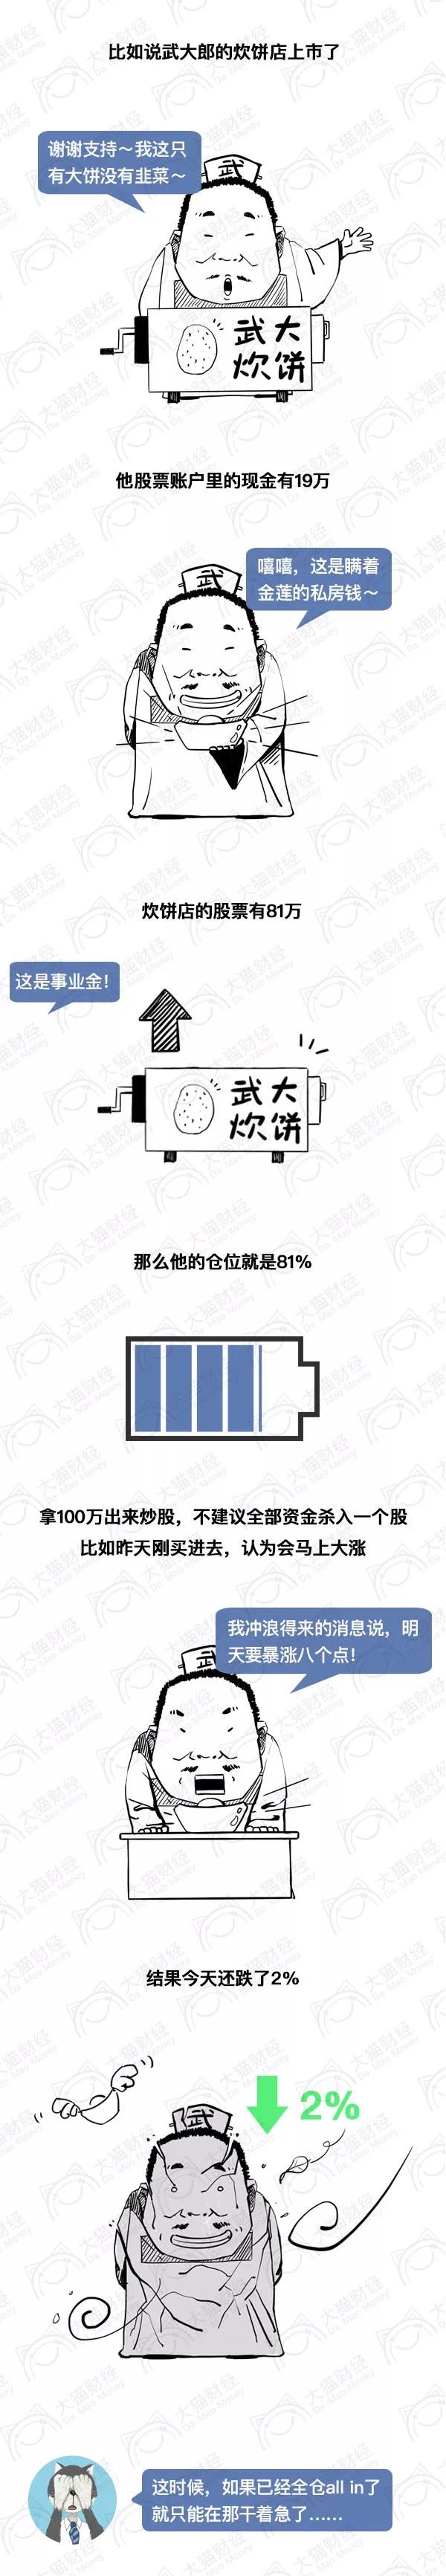 比如说武大郎的炊饼店上市了
谢谢支持～我这只
有大饼没有韭菜～
武
武大
炊饼
他股票账户里的现金有19万
嘻嘻，这是瞒着
金莲的私房钱～
武
炊饼店的股票有81万
这是事业金！
武大
炊饼
那么他的仓位就是81%
拿100万出来炒股，不建议全部资金杀入一个股
比如昨天刚买进去，认为会马上大涨
我冲浪得来的消息说，明
天要暴涨八个点！
武
结果今天还跌了2%
2%
武
这时候，如果已经全仓all in了
就只能在那干着急了……
大猫财经
Da Mao Money